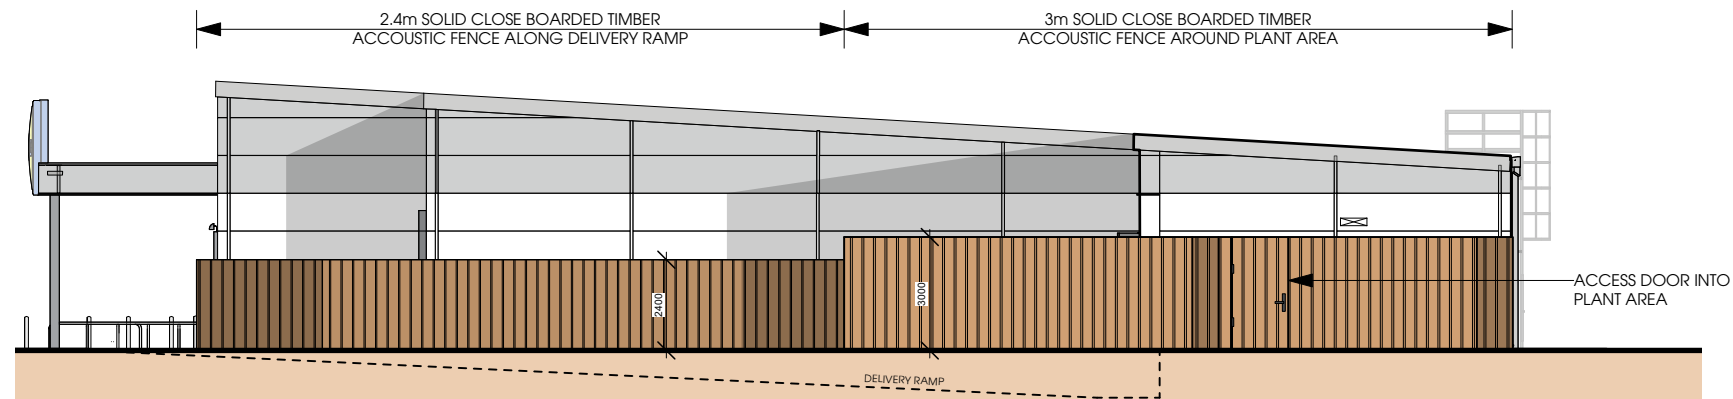 2.4m SOLID CLOSE BOARDED TIMBER
ACCOUSTIC FENCE ALONG DELIVERY RAMP
3m SOLID CLOSE BOARDED TIMBER
ACCOUSTIC FENCE AROUND PLANT AREA
2400
3000
ACCESS DOOR INTO
PLANT AREA
DELIVERY RAMP